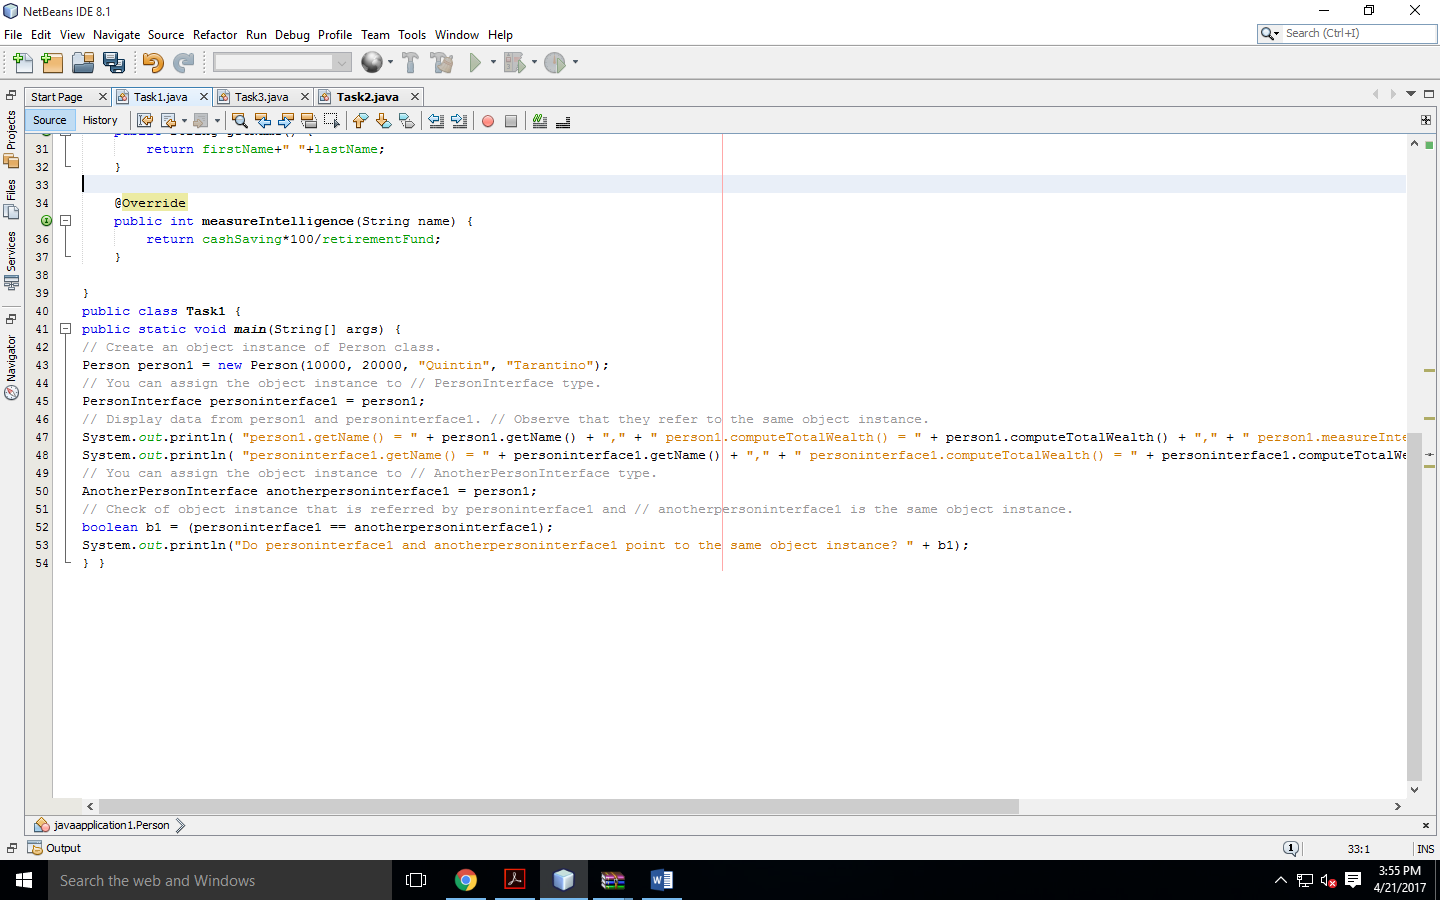 NetBeans IDE 8.1
File Edit View Navigate Source Refactor Run Debug Profile Team Tools Window Help
Search (Ctrl+I)
Start Page Task1.java Task3.java Task2.java
Source History
Projects
Files
Services
Navigator
31 return firstName+" "+lastName;
32 }
33
34 @Override
public int measureIntelligence(String name) {
36 return cashSaving*100/retirementFund;
37 }
38
39 }
40 public class Task1 {
41 public static void main(String[] args) {
42 // Create an object instance of Person class.
43 Person person1 = new Person(10000, 20000, "Quintin", "Tarantino");
44 // You can assign the object instance to // PersonInterface type.
45 PersonInterface personinterface1 = person1;
46 // Display data from person1 and personinterface1. // Observe that they refer to the same object instance.
47 System.out.println( "person1.getName() = " + person1.getName() + "," + " person1.computeTotalWealth() = " + person1.computeTotalWealth() + "," + " person1.measureInte
48 System.out.println( "personinterface1.getName() = " + personinterface1.getName() + "," + " personinterface1.computeTotalWealth() = " + personinterface1.computeTotalWe
49 // You can assign the object instance to // AnotherPersonInterface type.
50 AnotherPersonInterface anotherpersoninterface1 = person1;
51 // Check of object instance that is referred by personinterface1 and // anotherpersoninterface1 is the same object instance.
52 boolean b1 = (personinterface1 == anotherpersoninterface1);
53 System.out.println("Do personinterface1 and anotherpersoninterface1 point to the same object instance? " + b1);
54 } }
javaapplication1.Person
Output
1
33:1
INS
Search the web and Windows
3:55 PM
4/21/2017